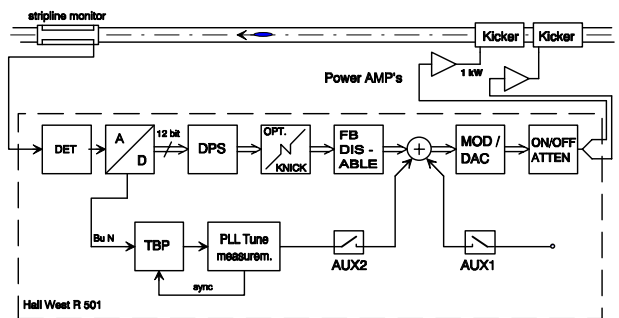 stripline monitor
Kicker
Kicker
Power AMP's
1 kW
DET
A
D
12 bit
DPS
OPT.
KNICK
FB
DIS -
ABLE
+
MOD /
DAC
ON/OFF
ATTEN
Bu N
TBP
PLL Tune
measurem.
AUX2
AUX1
sync
Hall West R 501